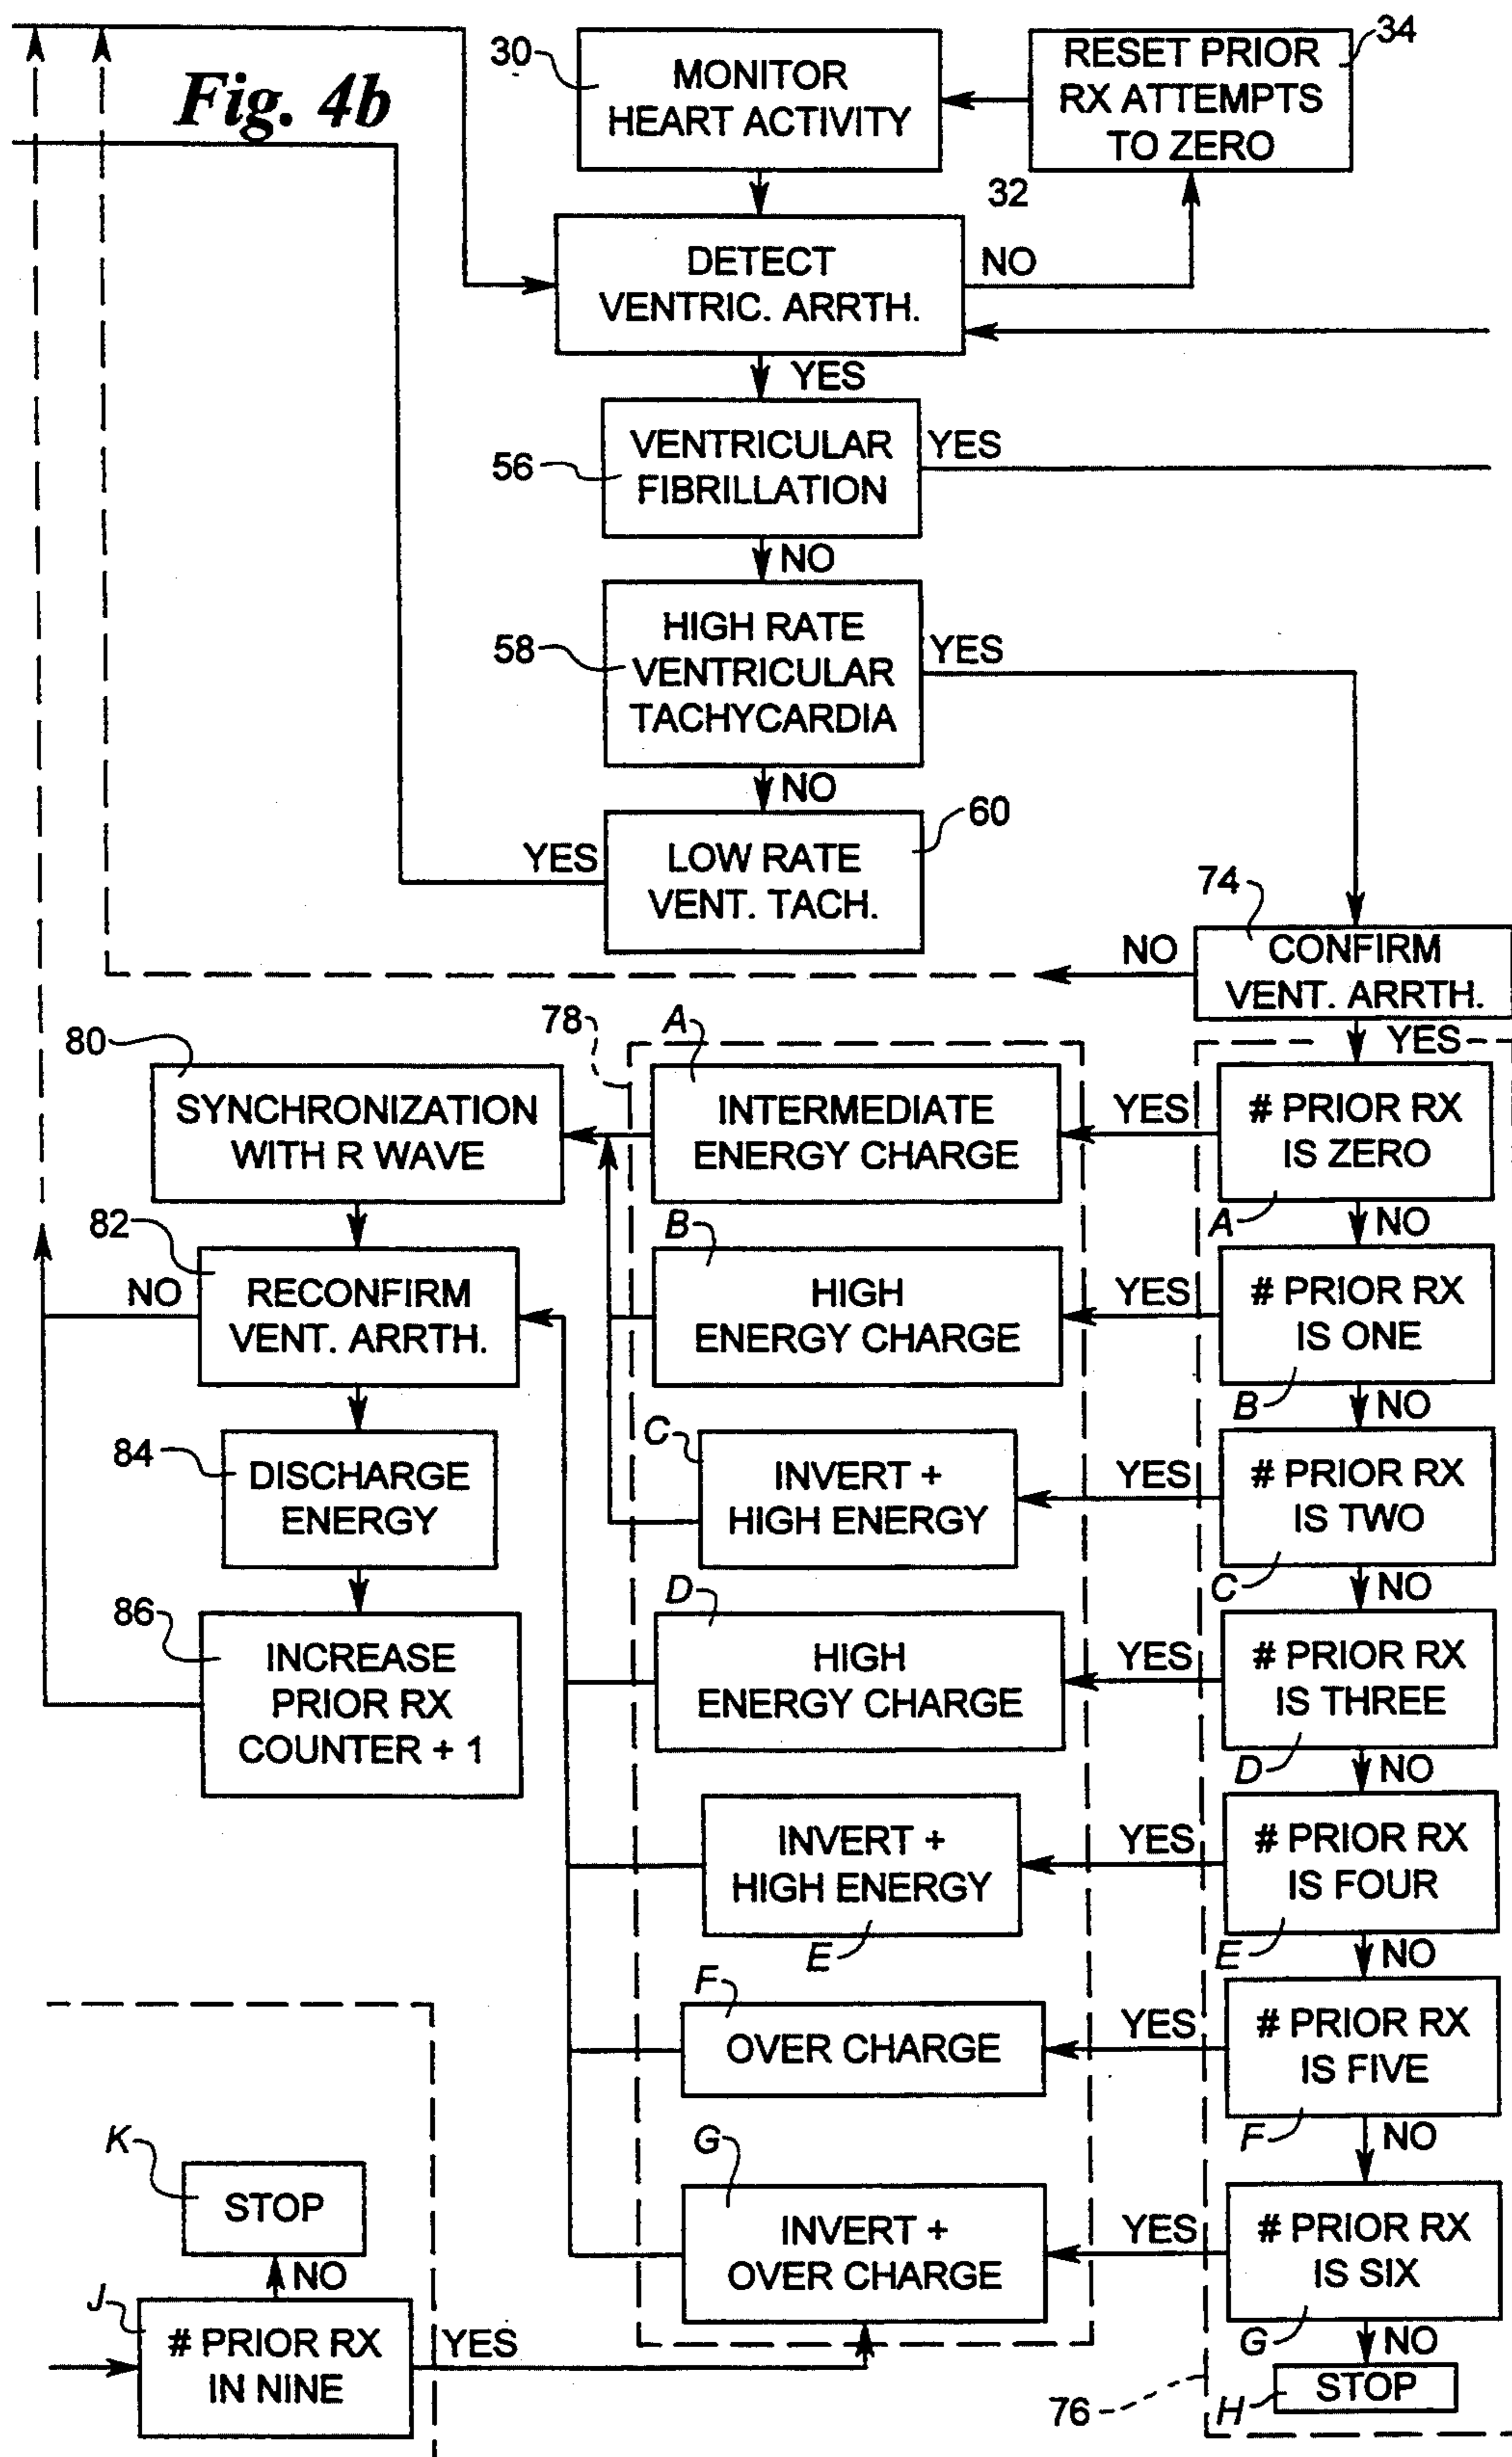 Fig. 4b
30
MONITOR
HEART ACTIVITY
34
RESET PRIOR
RX ATTEMPTS
TO ZERO
32
DETECT
VENTRIC. ARRTH.
NO
YES
56
VENTRICULAR
FIBRILLATION
YES
NO
58
HIGH RATE
VENTRICULAR
TACHYCARDIA
YES
NO
60
LOW RATE
VENT. TACH.
YES
74
CONFIRM
VENT. ARRTH.
NO
YES
80
SYNCHRONIZATION
WITH R WAVE
78
A
INTERMEDIATE
ENERGY CHARGE
YES
# PRIOR RX
IS ZERO
A
NO
82
RECONFIRM
VENT. ARRTH.
NO
B
HIGH
ENERGY CHARGE
YES
# PRIOR RX
IS ONE
B
NO
84
DISCHARGE
ENERGY
C
INVERT +
HIGH ENERGY
YES
# PRIOR RX
IS TWO
C
NO
86
INCREASE
PRIOR RX
COUNTER + 1
D
HIGH
ENERGY CHARGE
YES
# PRIOR RX
IS THREE
D
NO
INVERT +
HIGH ENERGY
E
YES
# PRIOR RX
IS FOUR
E
NO
F
OVER CHARGE
YES
# PRIOR RX
IS FIVE
F
NO
K
STOP
NO
J
# PRIOR RX
IN NINE
YES
G
INVERT +
OVER CHARGE
YES
# PRIOR RX
IS SIX
G
NO
76
H
STOP